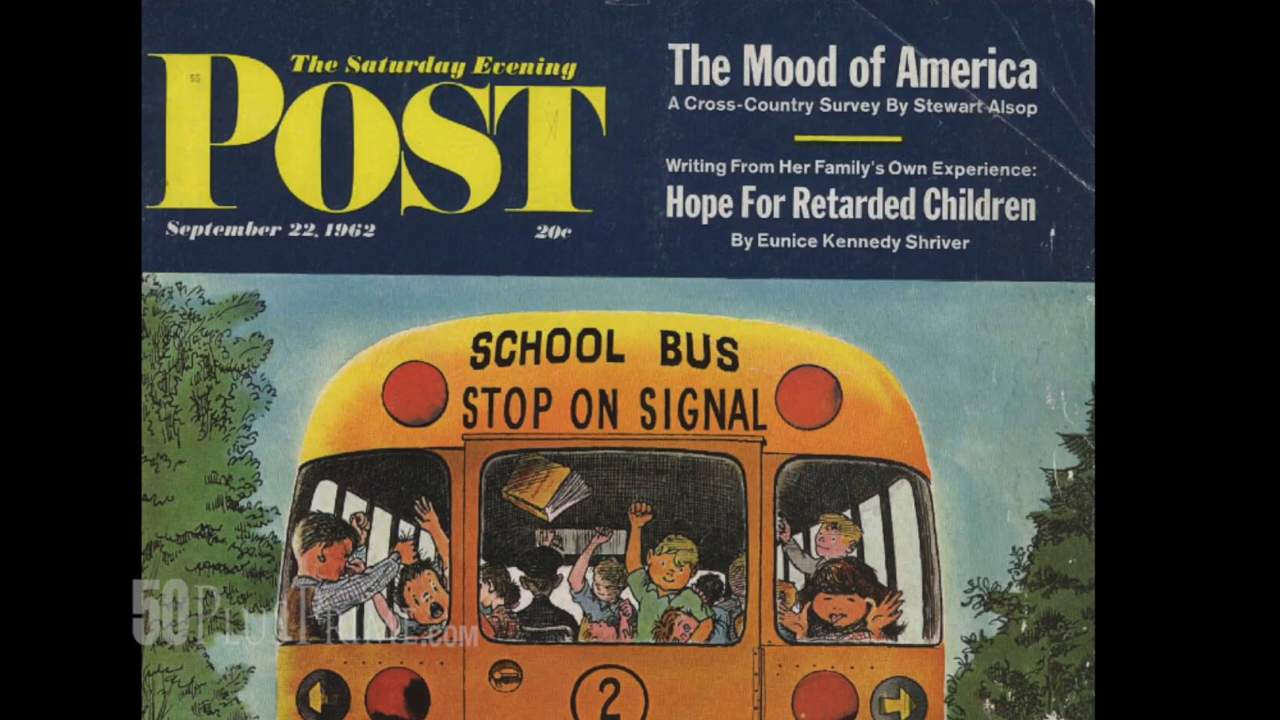 The Saturday Evening
POST
September 22, 1962
20¢
The Mood of America
A Cross-Country Survey By Stewart Alsop
Writing From Her Family's Own Experience:
Hope For Retarded Children
By Eunice Kennedy Shriver
SCHOOL BUS
STOP ON SIGNAL
2